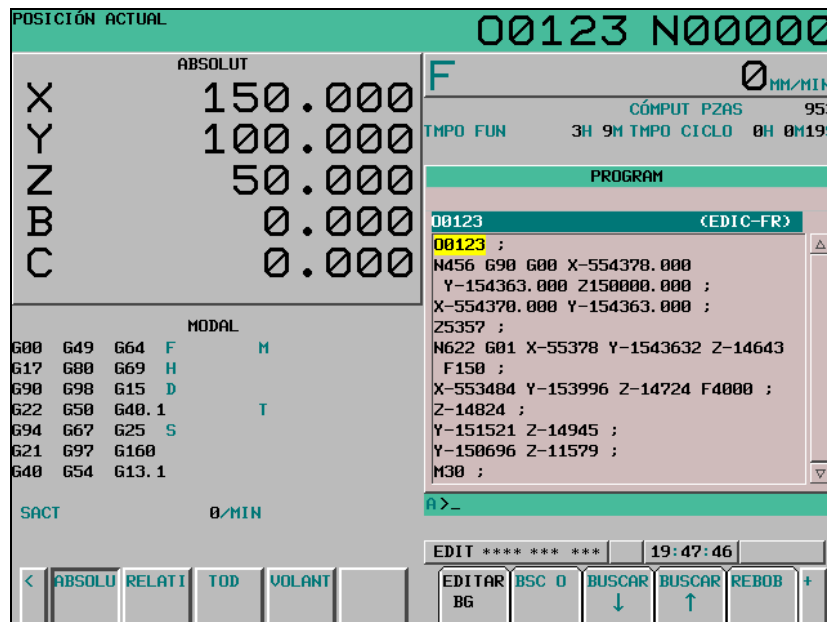 POSICIÓN ACTUAL
O0123 N00000
ABSOLUT
X 150.000
Y 100.000
Z 50.000
B 0.000
C 0.000
F 0 MM/MIN
CÓMPUT PZAS 953
TMPO FUN 3H 9M TMPO CICLO 0H 0M19S
PROGRAM
O0123 (EDIC-FR)
O0123 ;
N456 G90 G00 X-554378.000
Y-154363.000 Z150000.000 ;
X-554370.000 Y-154363.000 ;
Z5357 ;
N622 G01 X-55378 Y-1543632 Z-14643
F150 ;
X-553484 Y-153996 Z-14724 F4000 ;
Z-14824 ;
Y-151521 Z-14945 ;
Y-150696 Z-11579 ;
M30 ;
MODAL
G00 G49 G64 F M
G17 G80 G69 H
G90 G98 G15 D
G22 G50 G40.1 T
G94 G67 G25 S
G21 G97 G160
G40 G54 G13.1
SACT 0/MIN
A>_
EDIT **** *** *** 19:47:46
< ABSOLU RELATI TOD VOLANT
EDITAR BSC O BUSCAR BUSCAR REBOB +
BG ↓ ↑